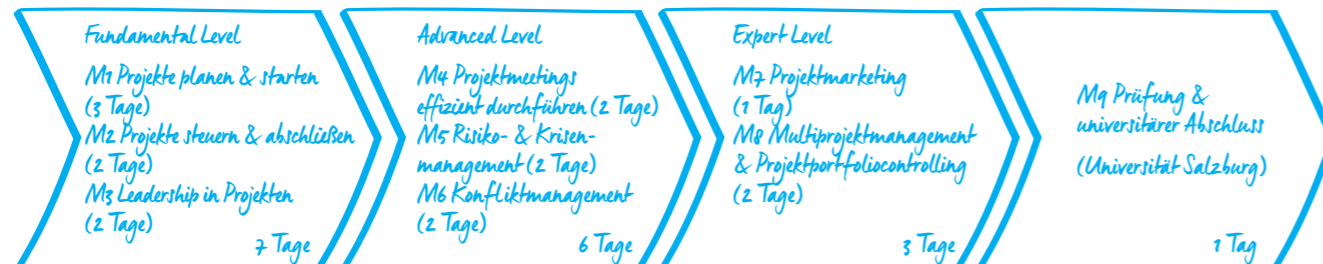 Fundamental Level
M1 Projekte planen & starten
(3 Tage)
M2 Projekte steuern & abschließen
(2 Tage)
M3 Leadership in Projekten
(2 Tage)
7 Tage
Advanced Level
M4 Projektmeetings
effizient durchführen (2 Tage)
M5 Risiko- & Krisen-
management (2 Tage)
M6 Konfliktmanagement
(2 Tage)
6 Tage
Expert Level
M7 Projektmarketing
(1 Tag)
M8 Multiprojektmanagement
& Projektportfoliocontrolling
(2 Tage)
3 Tage
M9 Prüfung &
universitärer Abschluss
(Universität Salzburg)
1 Tag